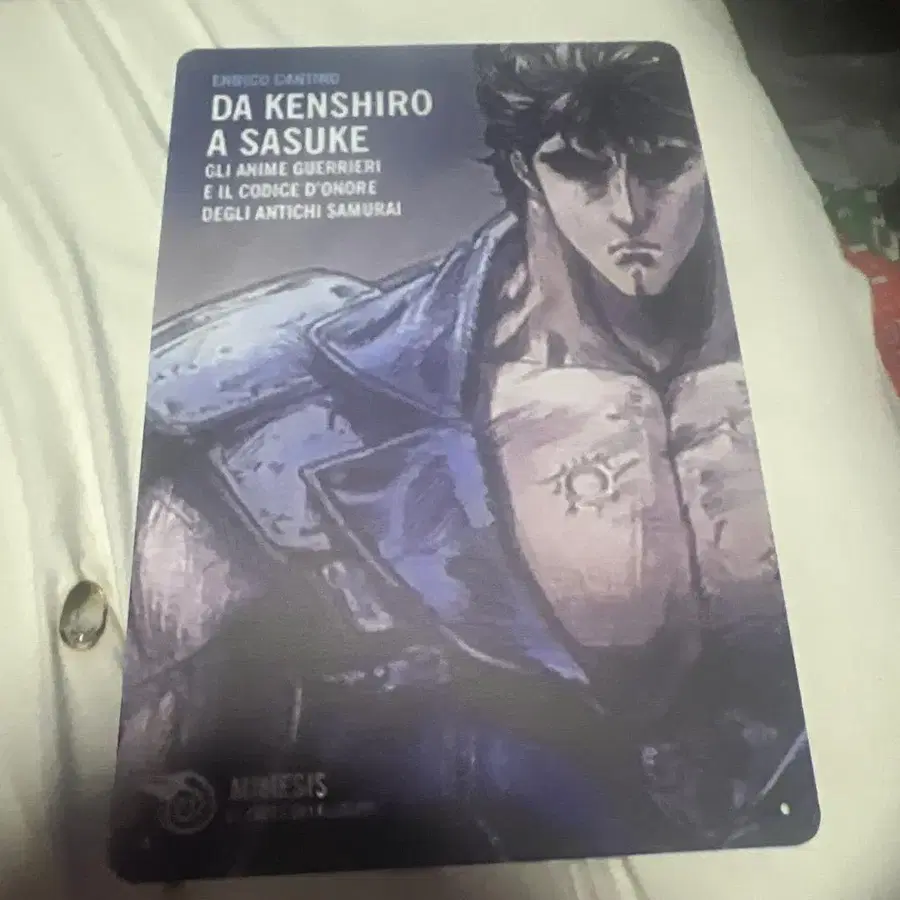 ENRICO CANTINO
DA KENSHIRO
A SASUKE
GLI ANIME GUERRIERI
E IL CODICE D'ONORE
DEGLI ANTICHI SAMURAI
MIMESIS